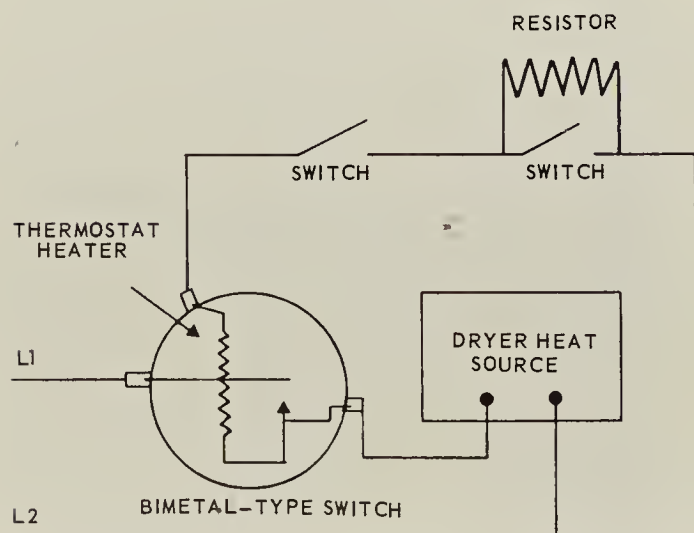 RESISTOR
SWITCH
SWITCH
THERMOSTAT
HEATER
L1
DRYER HEAT
SOURCE
L2
BIMETAL-TYPE SWITCH